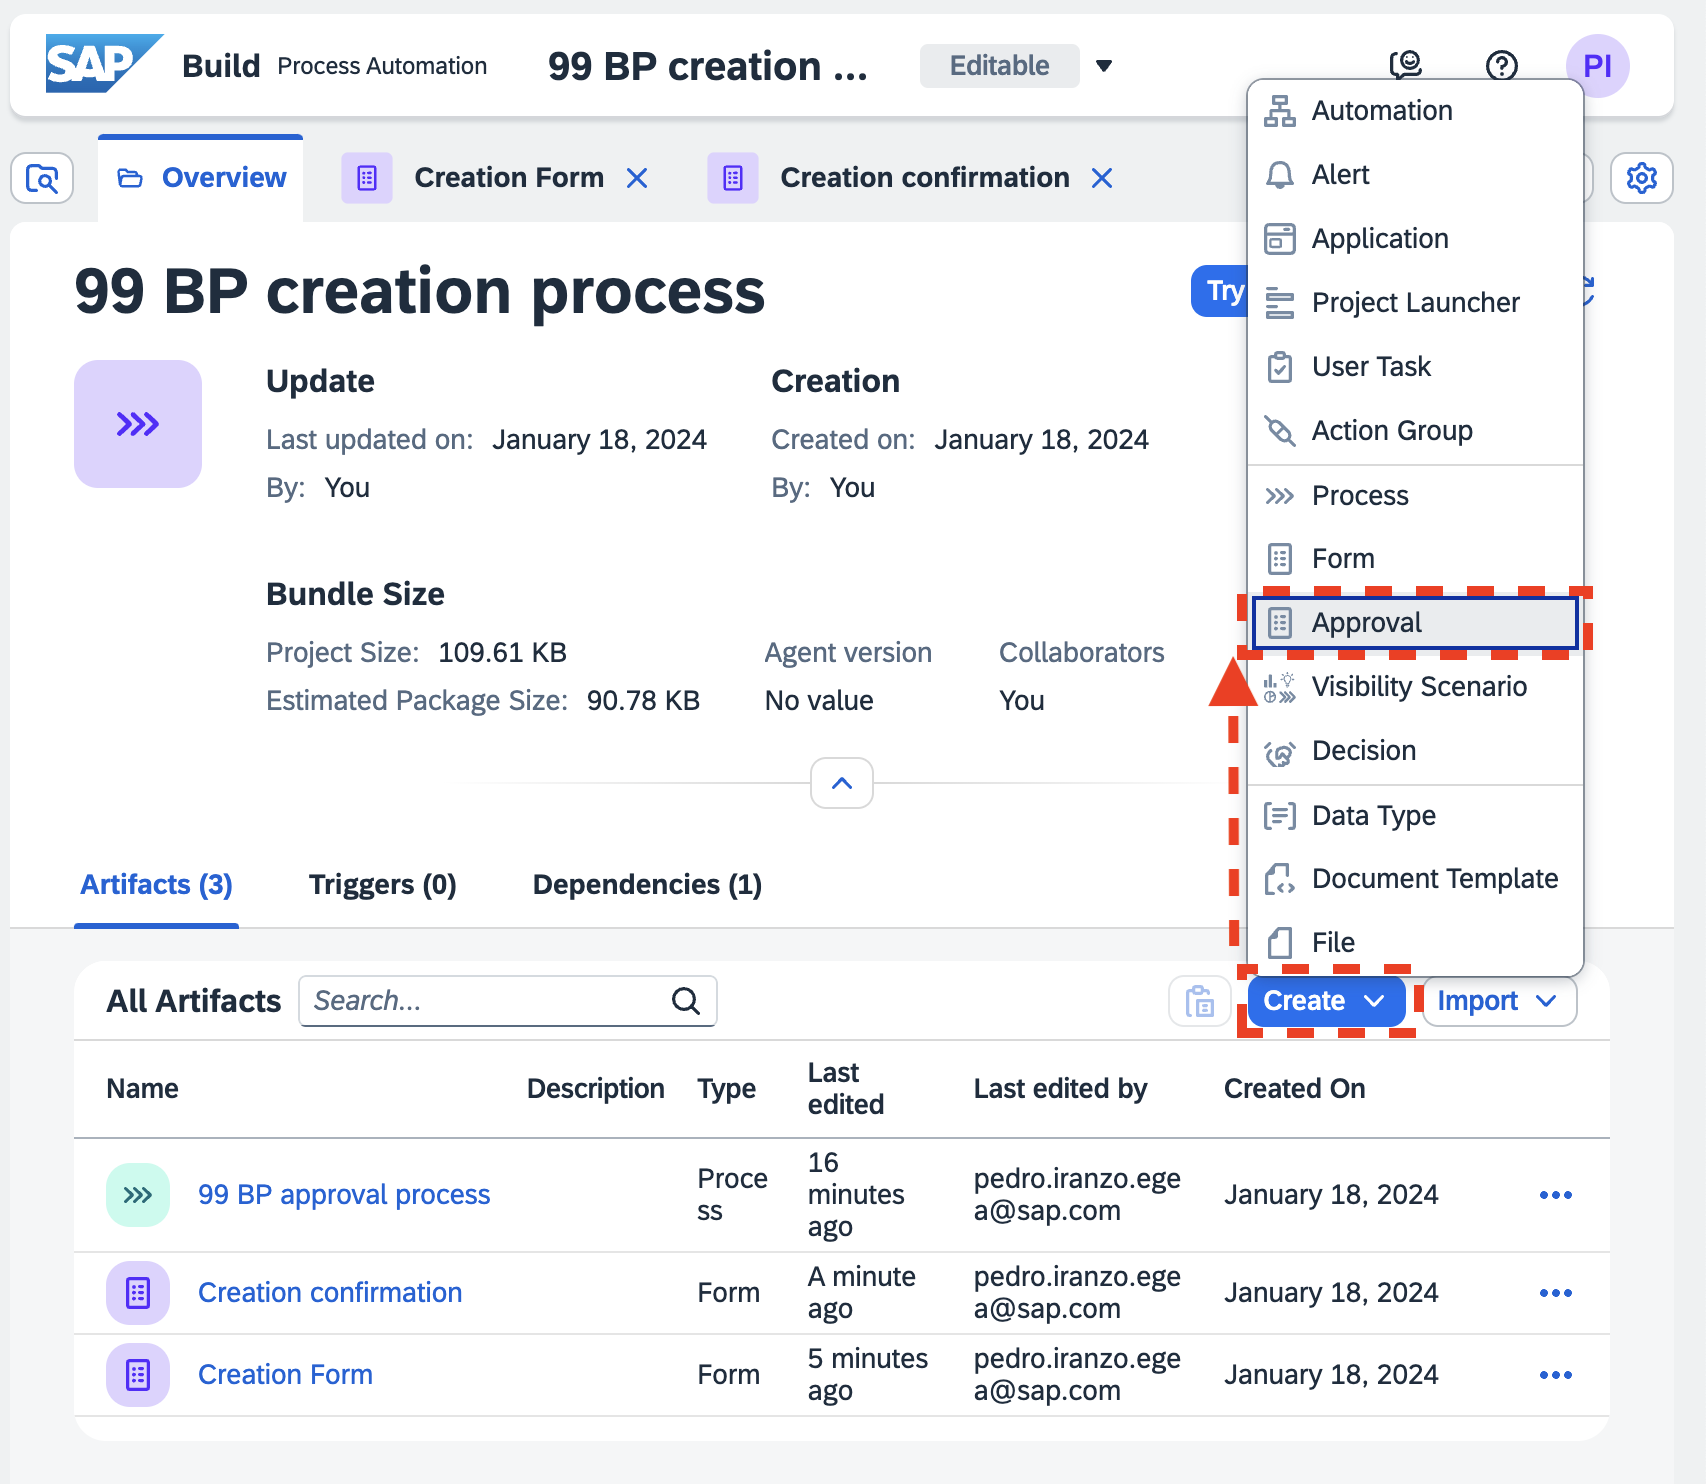 SAP Build Process Automation 99 BP creation ... Editable PI
Overview Creation Form Creation confirmation
99 BP creation process
Try
Update
Last updated on: January 18, 2024
By: You
Creation
Created on: January 18, 2024
By: You
Bundle Size
Project Size: 109.61 KB
Estimated Package Size: 90.78 KB
Agent version
No value
Collaborators
You
Automation
Alert
Application
Project Launcher
User Task
Action Group
Process
Form
Approval
Visibility Scenario
Decision
Data Type
Document Template
File
Artifacts (3) Triggers (0) Dependencies (1)
All Artifacts Search... Create Import
Name Description Type Last edited Last edited by Created On
99 BP approval process Process 16 minutes ago pedro.iranzo.egea@sap.com January 18, 2024
Creation confirmation Form A minute ago pedro.iranzo.egea@sap.com January 18, 2024
Creation Form Form 5 minutes ago pedro.iranzo.egea@sap.com January 18, 2024